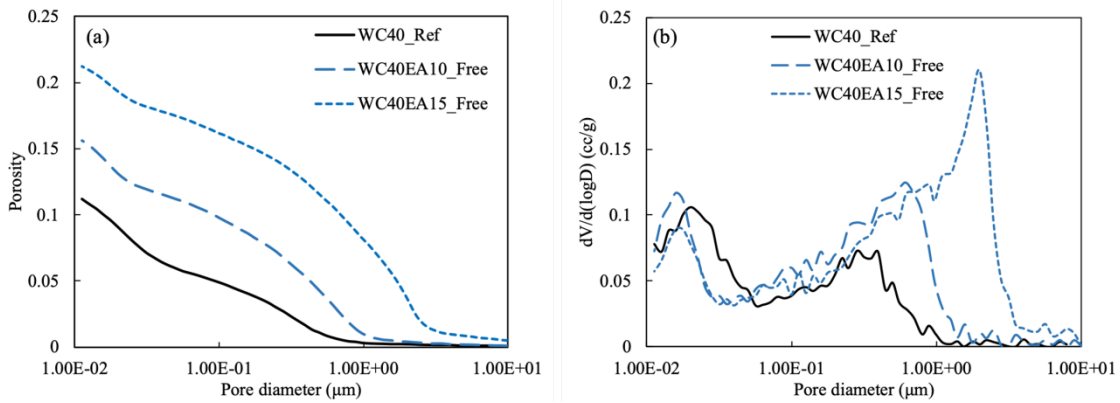 (a)
WC40_Ref
WC40EA10_Free
WC40EA15_Free
0.25
0.2
0.15
0.1
0.05
0
Porosity
1.00E-02
1.00E-01
1.00E+00
1.00E+01
Pore diameter (μm)
(b)
WC40_Ref
WC40EA10_Free
WC40EA15_Free
0.25
0.2
0.15
0.1
0.05
0
dV/d(logD) (cc/g)
1.00E-02
1.00E-01
1.00E+00
1.00E+01
Pore diameter (μm)